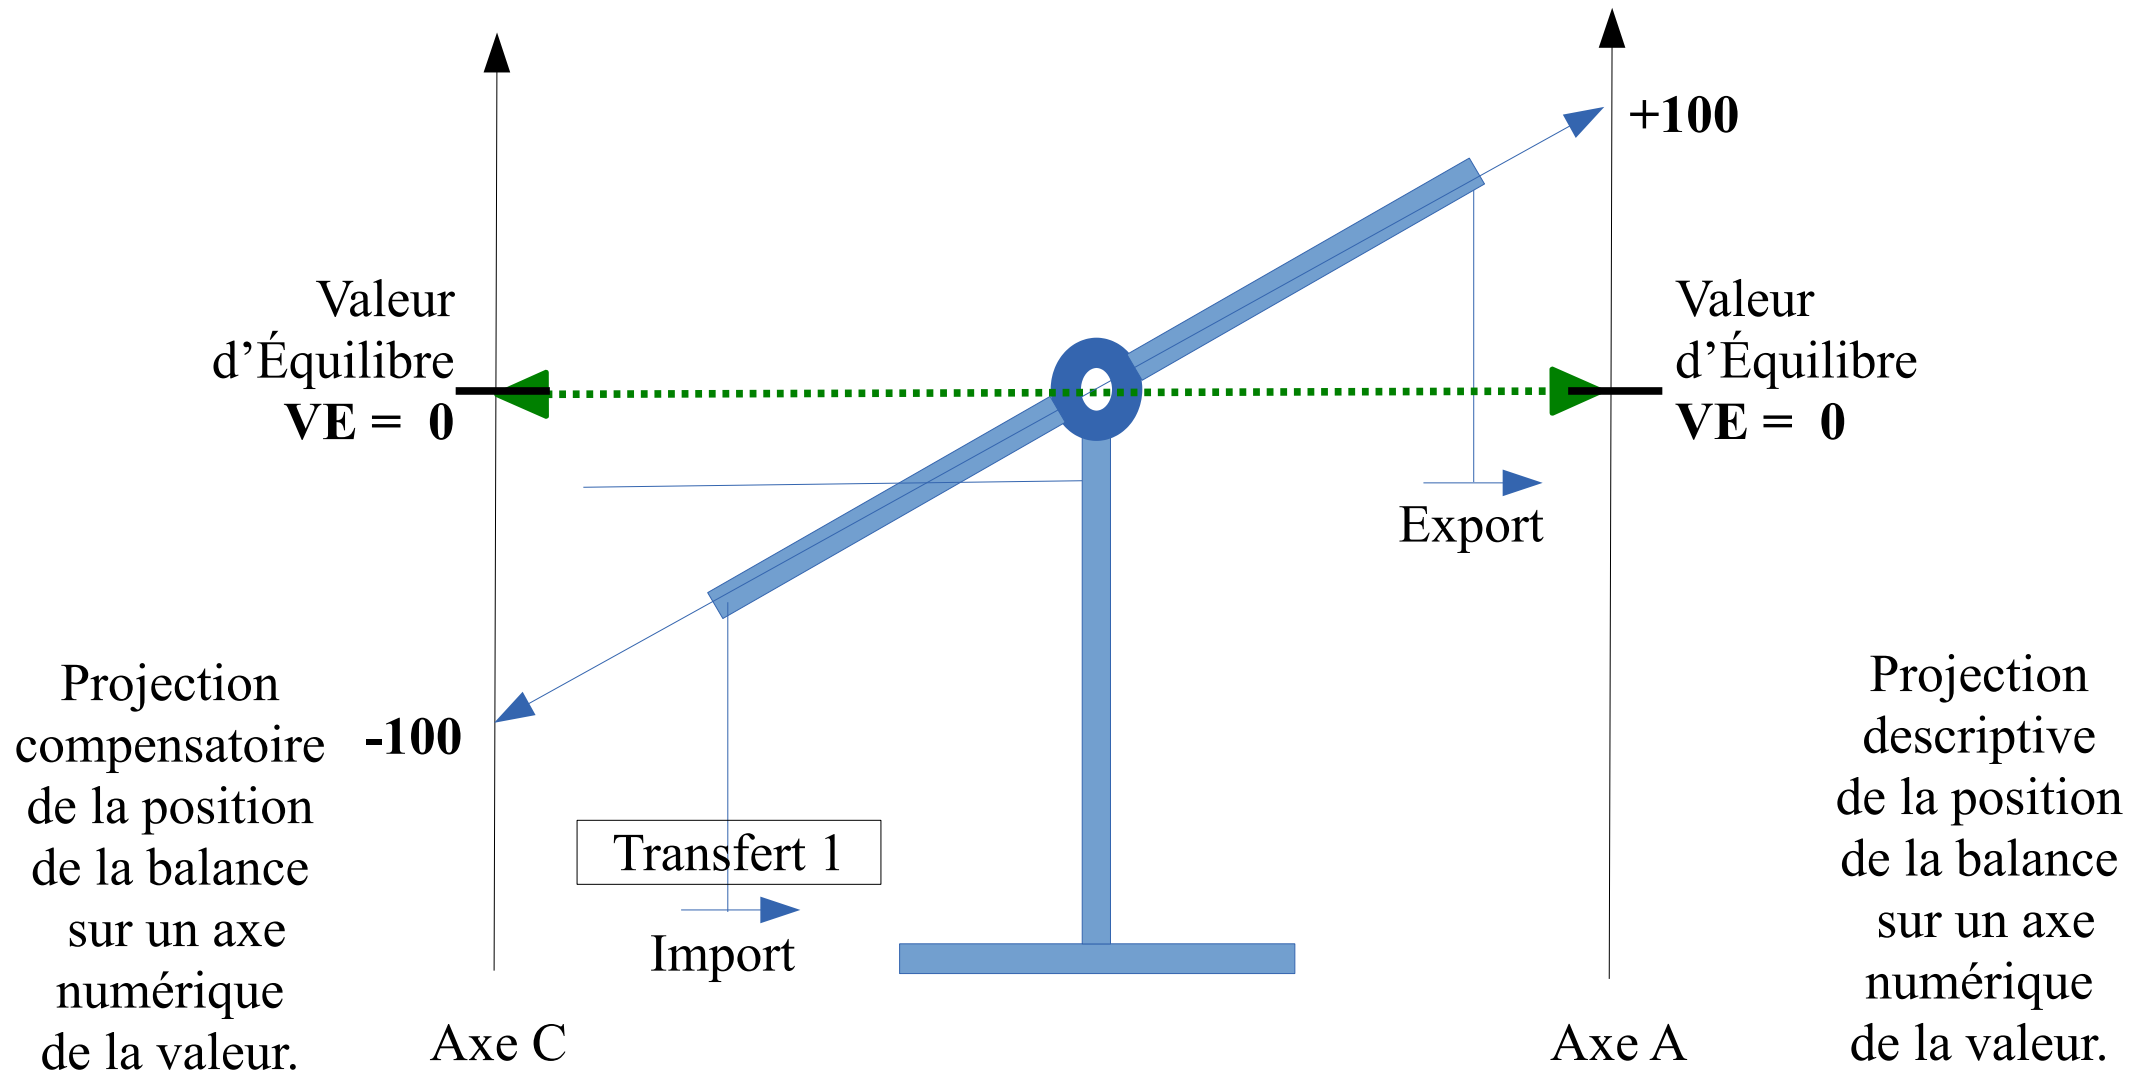 +100
Valeur
d’Équilibre
VE = 0
Valeur
d’Équilibre
VE = 0
Export
Projection
compensatoire
de la position
de la balance
sur un axe
numérique
de la valeur.
-100
Transfert 1
Import
Projection
descriptive
de la position
de la balance
sur un axe
numérique
de la valeur.
Axe C
Axe A